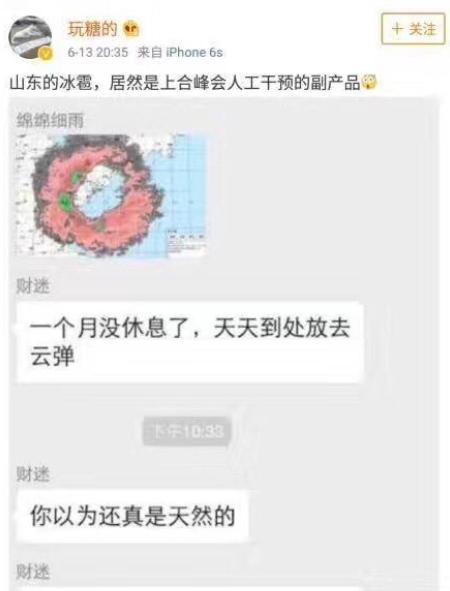 玩糖的
6-13 20:35 来自 iPhone 6s
+ 关注
山东的冰雹，居然是上合峰会人工干预的副产品
绵绵细雨
财迷
一个月没休息了，天天到处放去
云弹
下午10:33
财迷
你以为还真是天然的
财迷